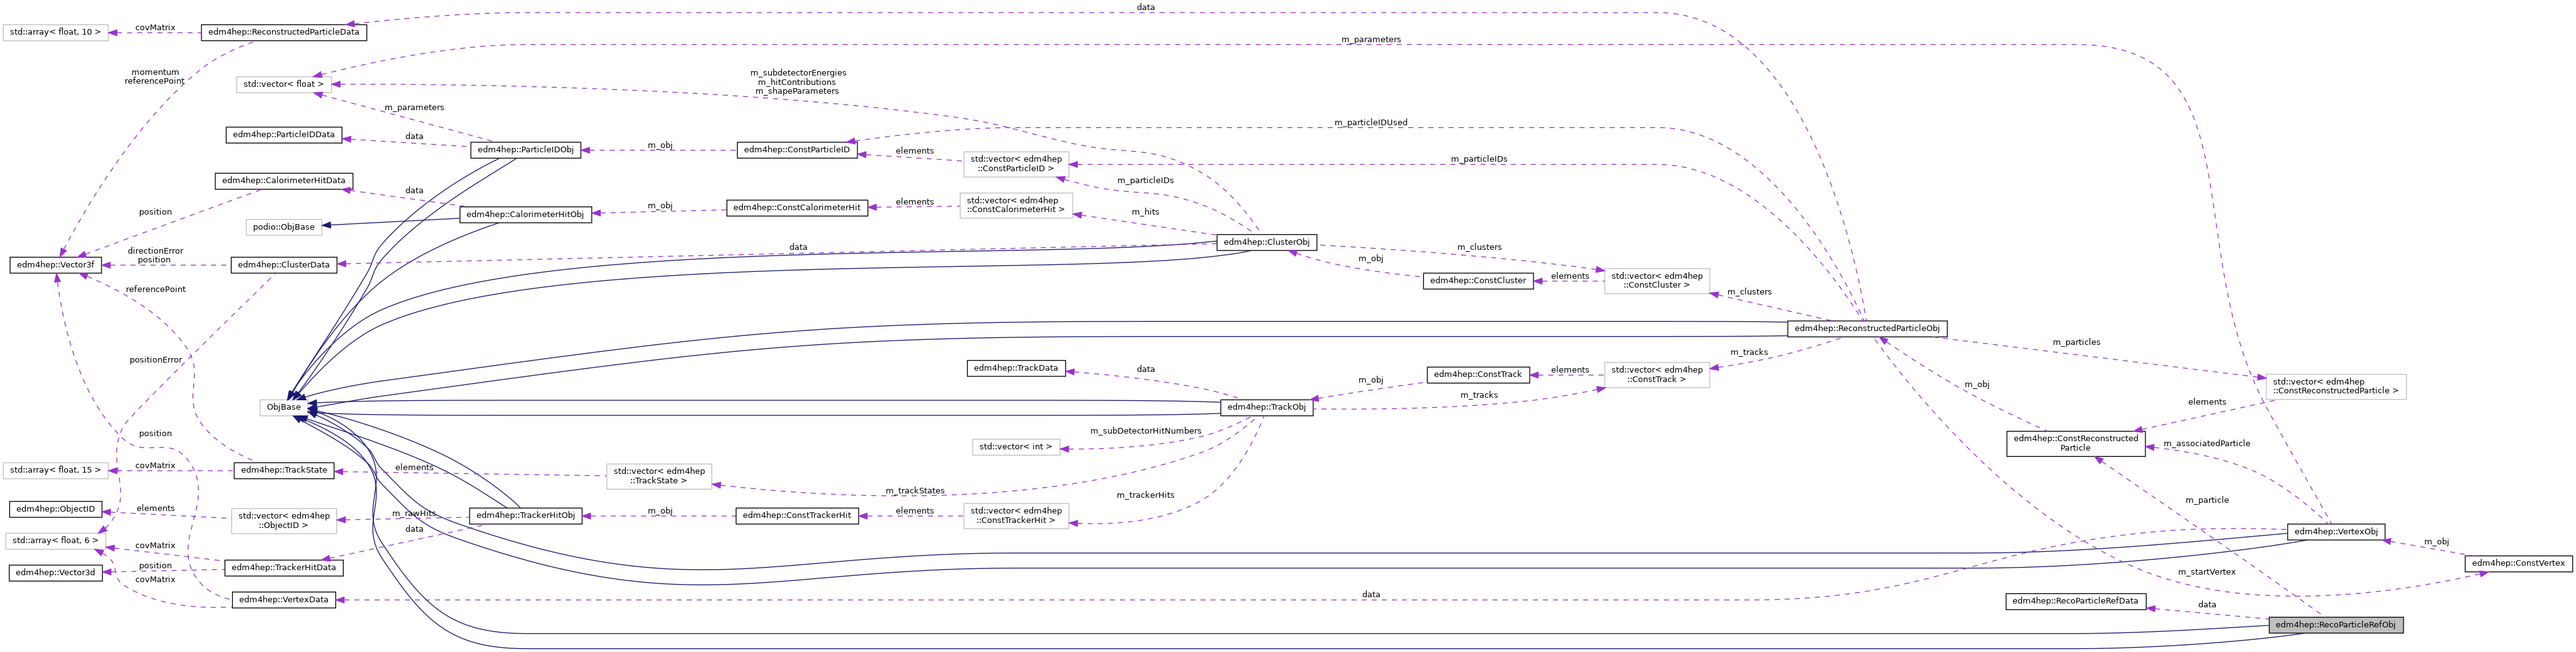 data
covMatrix
std::array< float, 10 >
edm4hep::ReconstructedParticleData
m_parameters
momentum
referencePoint
std::vector< float >
m_subdetectorEnergies
m_hitContributions
m_shapeParameters
m_parameters
m_particleIDUsed
edm4hep::ParticleIDData
data
edm4hep::ParticleIDObj
m_obj
edm4hep::ConstParticleID
elements
std::vector< edm4hep
::ConstParticleID >
m_particleIDs
m_particleIDs
edm4hep::CalorimeterHitData
data
position
podio::ObjBase
edm4hep::CalorimeterHitObj
m_obj
edm4hep::ConstCalorimeterHit
elements
std::vector< edm4hep
::ConstCalorimeterHit >
m_hits
edm4hep::ClusterObj
m_clusters
directionError
position
data
edm4hep::Vector3f
edm4hep::ClusterData
m_obj
edm4hep::ConstCluster
elements
std::vector< edm4hep
::ConstCluster >
m_clusters
referencePoint
edm4hep::ReconstructedParticleObj
m_particles
positionError
edm4hep::TrackData
data
m_obj
edm4hep::ConstTrack
elements
std::vector< edm4hep
::ConstTrack >
m_tracks
m_obj
std::vector< edm4hep
::ConstReconstructedParticle >
ObjBase
edm4hep::TrackObj
m_tracks
elements
position
std::vector< int >
m_subDetectorHitNumbers
edm4hep::ConstReconstructed
Particle
m_associatedParticle
std::array< float, 15 >
covMatrix
edm4hep::TrackState
elements
std::vector< edm4hep
::TrackState >
m_trackStates
m_trackerHits
m_particle
edm4hep::ObjectID
elements
std::vector< edm4hep
::ObjectID >
m_rawHits
edm4hep::TrackerHitObj
m_obj
edm4hep::ConstTrackerHit
elements
std::vector< edm4hep
::ConstTrackerHit >
data
edm4hep::VertexObj
m_obj
std::array< float, 6 >
covMatrix
edm4hep::TrackerHitData
edm4hep::ConstVertex
position
edm4hep::Vector3d
covMatrix
m_startVertex
edm4hep::VertexData
data
edm4hep::RecoParticleRefData
data
edm4hep::RecoParticleRefObj